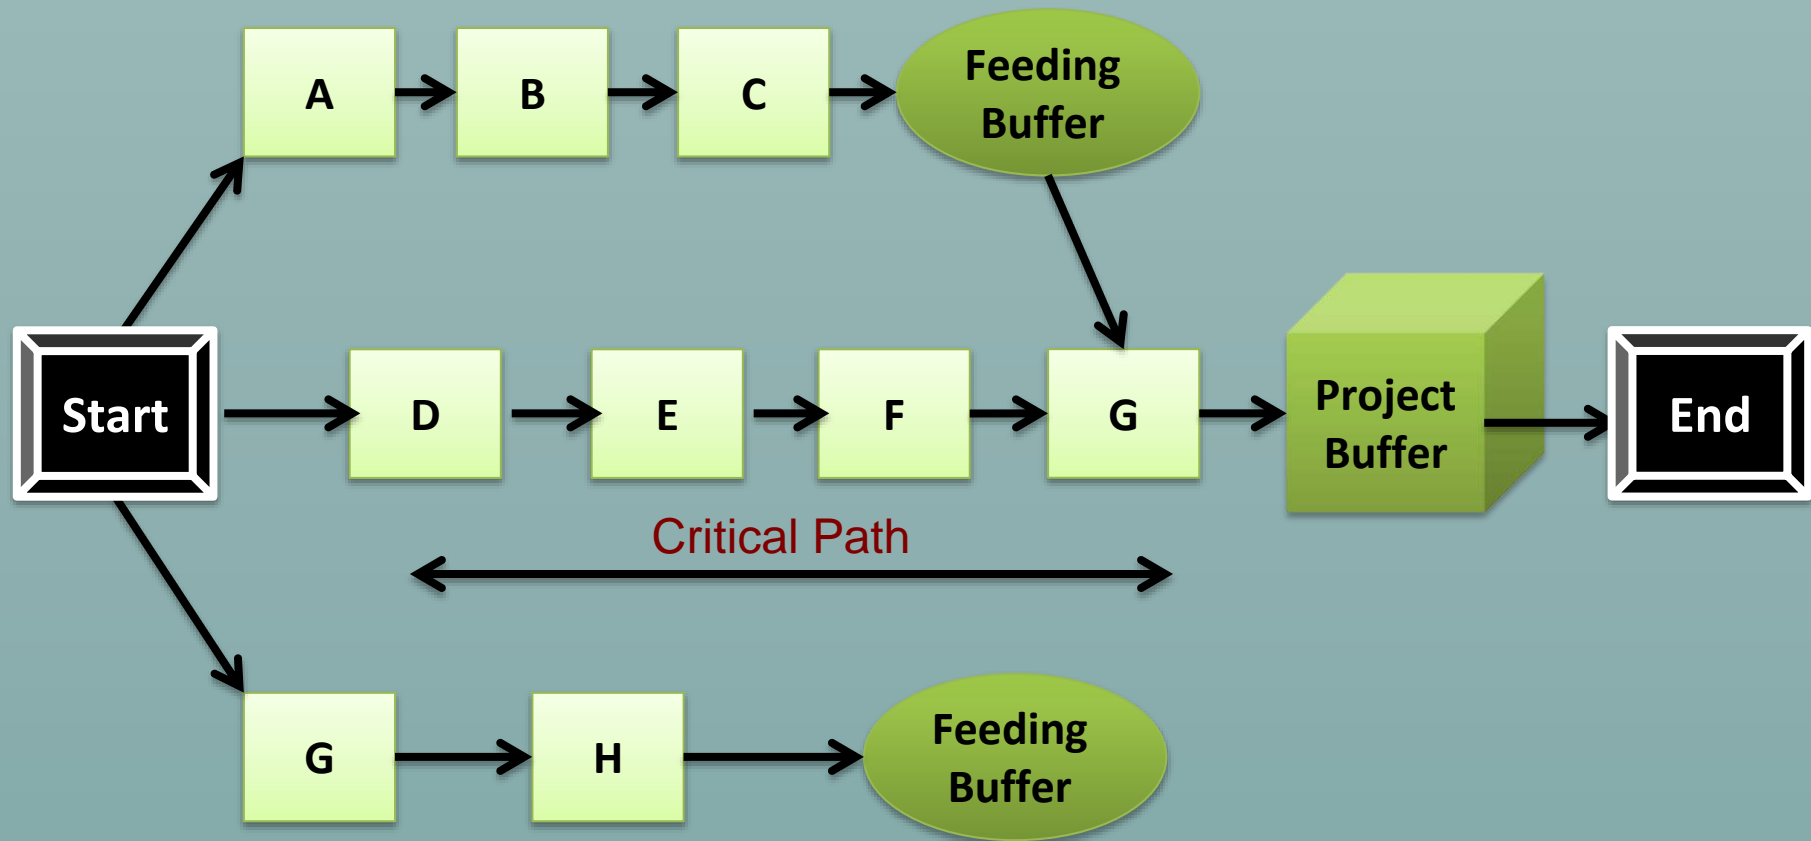 A
B
C
Feeding
Buffer
Start
D
E
F
G
Project
Buffer
End
Critical Path
G
H
Feeding
Buffer